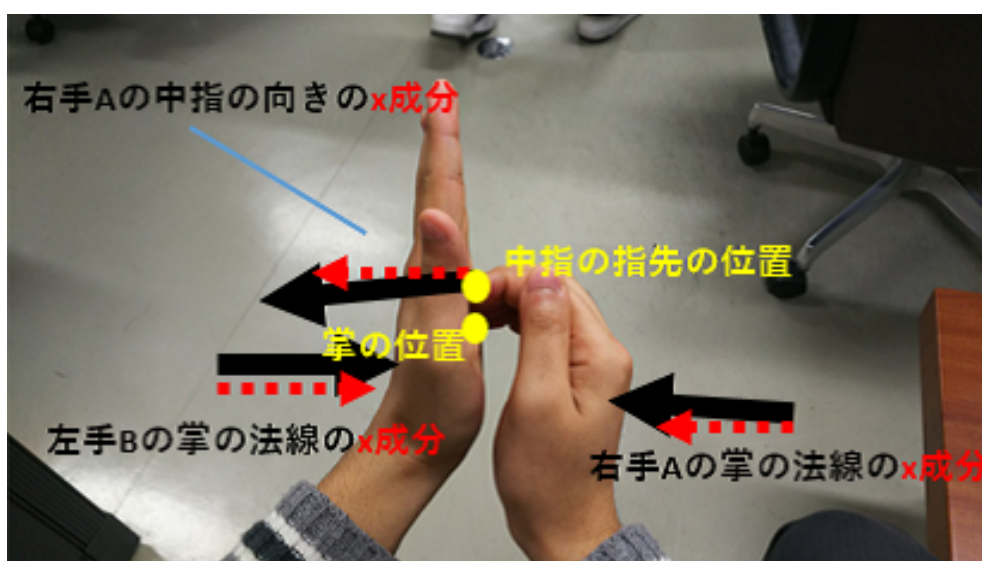 右手Aの中指の向きのx成分
中指の指先の位置
掌の位置
左手Bの掌の法線のx成分
右手Aの掌の法線のx成分